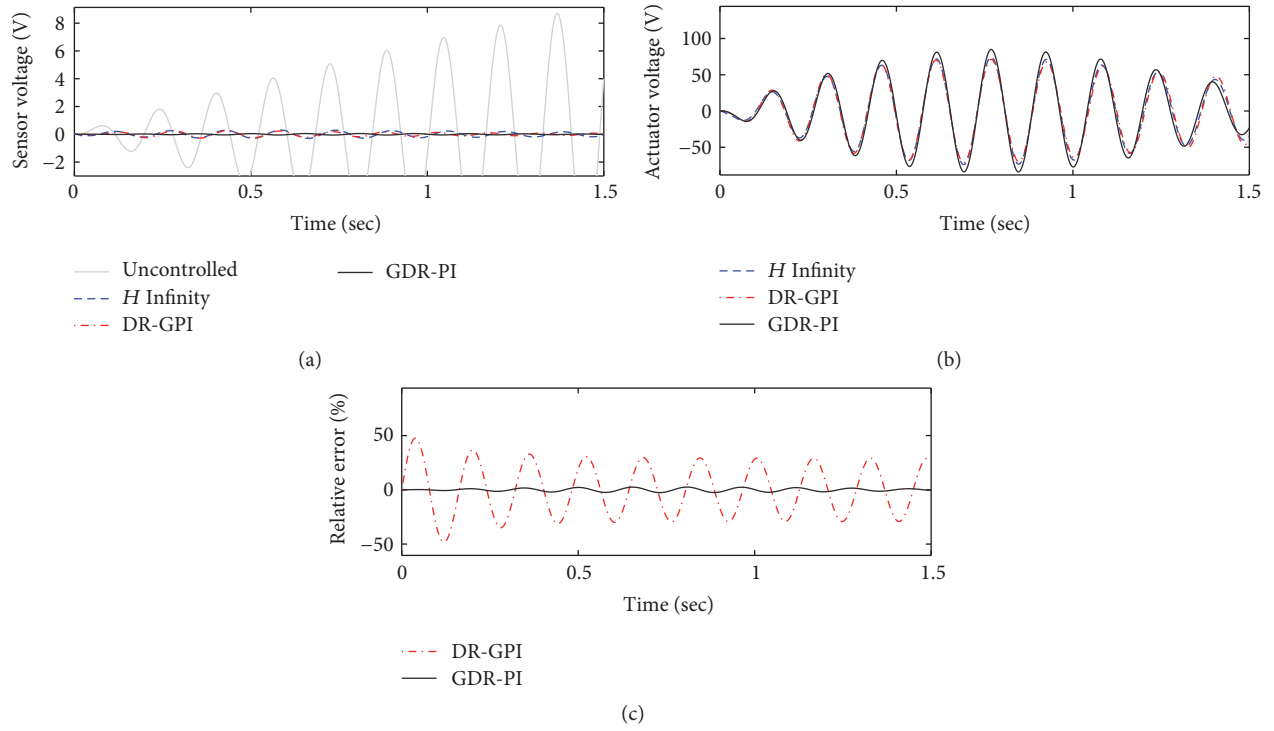 Sensor voltage (V)
8
6
4
2
0
−2
0
0.5
1
1.5
Time (sec)
Uncontrolled
H Infinity
DR-GPI
GDR-PI
(a)
Actuator voltage (V)
100
50
0
−50
0
0.5
1
1.5
Time (sec)
H Infinity
DR-GPI
GDR-PI
(b)
Relative error (%)
50
0
−50
0
0.5
1
1.5
Time (sec)
DR-GPI
GDR-PI
(c)